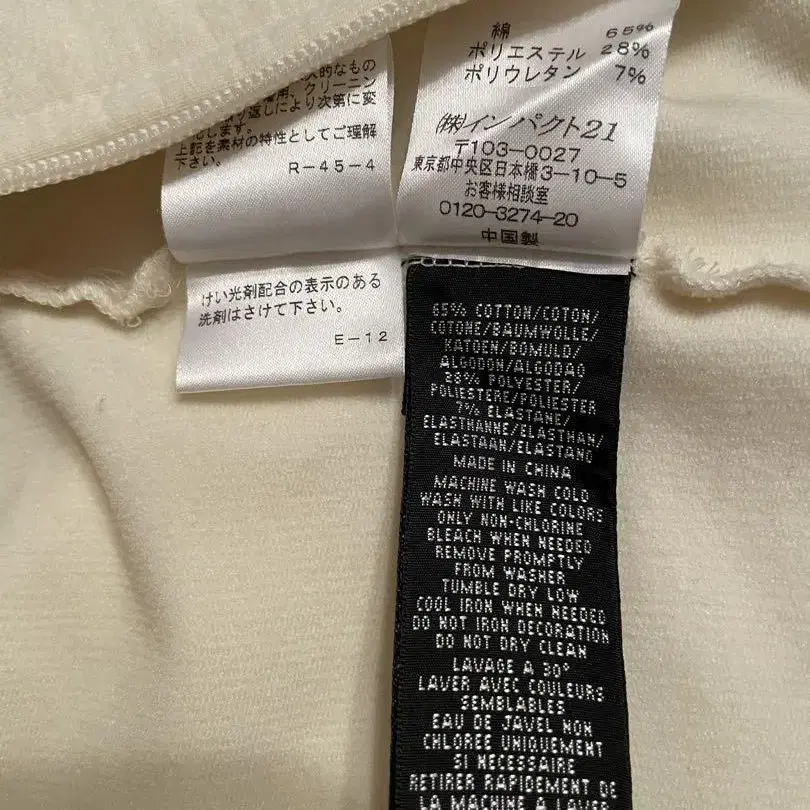 綿 65%
ポリエステル 28%
ポリウレタン 7%
㈱インパクト21
〒103-0027
東京都中央区日本橋3-10-5
お客様相談室
0120-3274-20
中国製
的なもの
クリーニン
返しにより次第に変
します。
上記を素材の特性としてご理解
下さい。
R-45-4
けい光剤配合の表示のある
洗剤はさけて下さい。
E-12
65% COTTON/COTON/
COTONE/BAUMWOLLE/
KATOEN/BOMULD/
ALGODON/ALGODAO
28% POLYESTER/
POLIESTERE/POLIESTER
7% ELASTANE/
ELASTHANNE/ELASTHAN/
ELASTAAN/ELASTANO
MADE IN CHINA
MACHINE WASH COLD
WASH WITH LIKE COLORS
ONLY NON-CHLORINE
BLEACH WHEN NEEDED
REMOVE PROMPTLY
FROM WASHER
TUMBLE DRY LOW
COOL IRON WHEN NEEDED
DO NOT IRON DECORATION
DO NOT DRY CLEAN
LAVAGE A 30°
LAVER AVEC COULEURS
SEMBLABLES
EAU DE JAVEL NON
CHLOREE UNIQUEMENT
SI NECESSAIRE
RETIRER RAPIDEMENT DE
LA MACHINE A LAVER